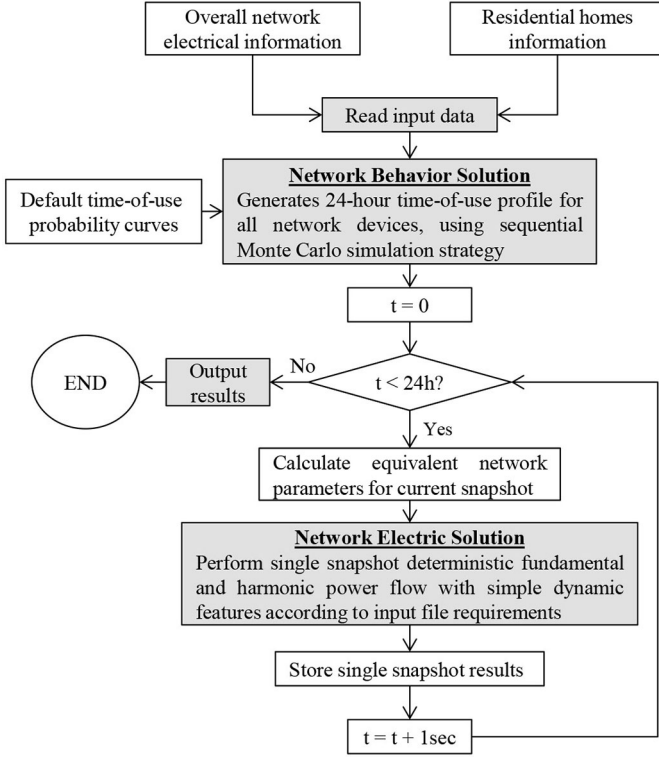 Overall network
electrical information
Residential homes
information
Read input data
Network Behavior Solution
Generates 24-hour time-of-use profile for
all network devices, using sequential
Monte Carlo simulation strategy
Default time-of-use
probability curves
t = 0
t < 24h?
No
Output
results
END
Yes
Calculate equivalent network
parameters for current snapshot
Network Electric Solution
Perform single snapshot deterministic fundamental
and harmonic power flow with simple dynamic
features according to input file requirements
Store single snapshot results
t = t + 1sec